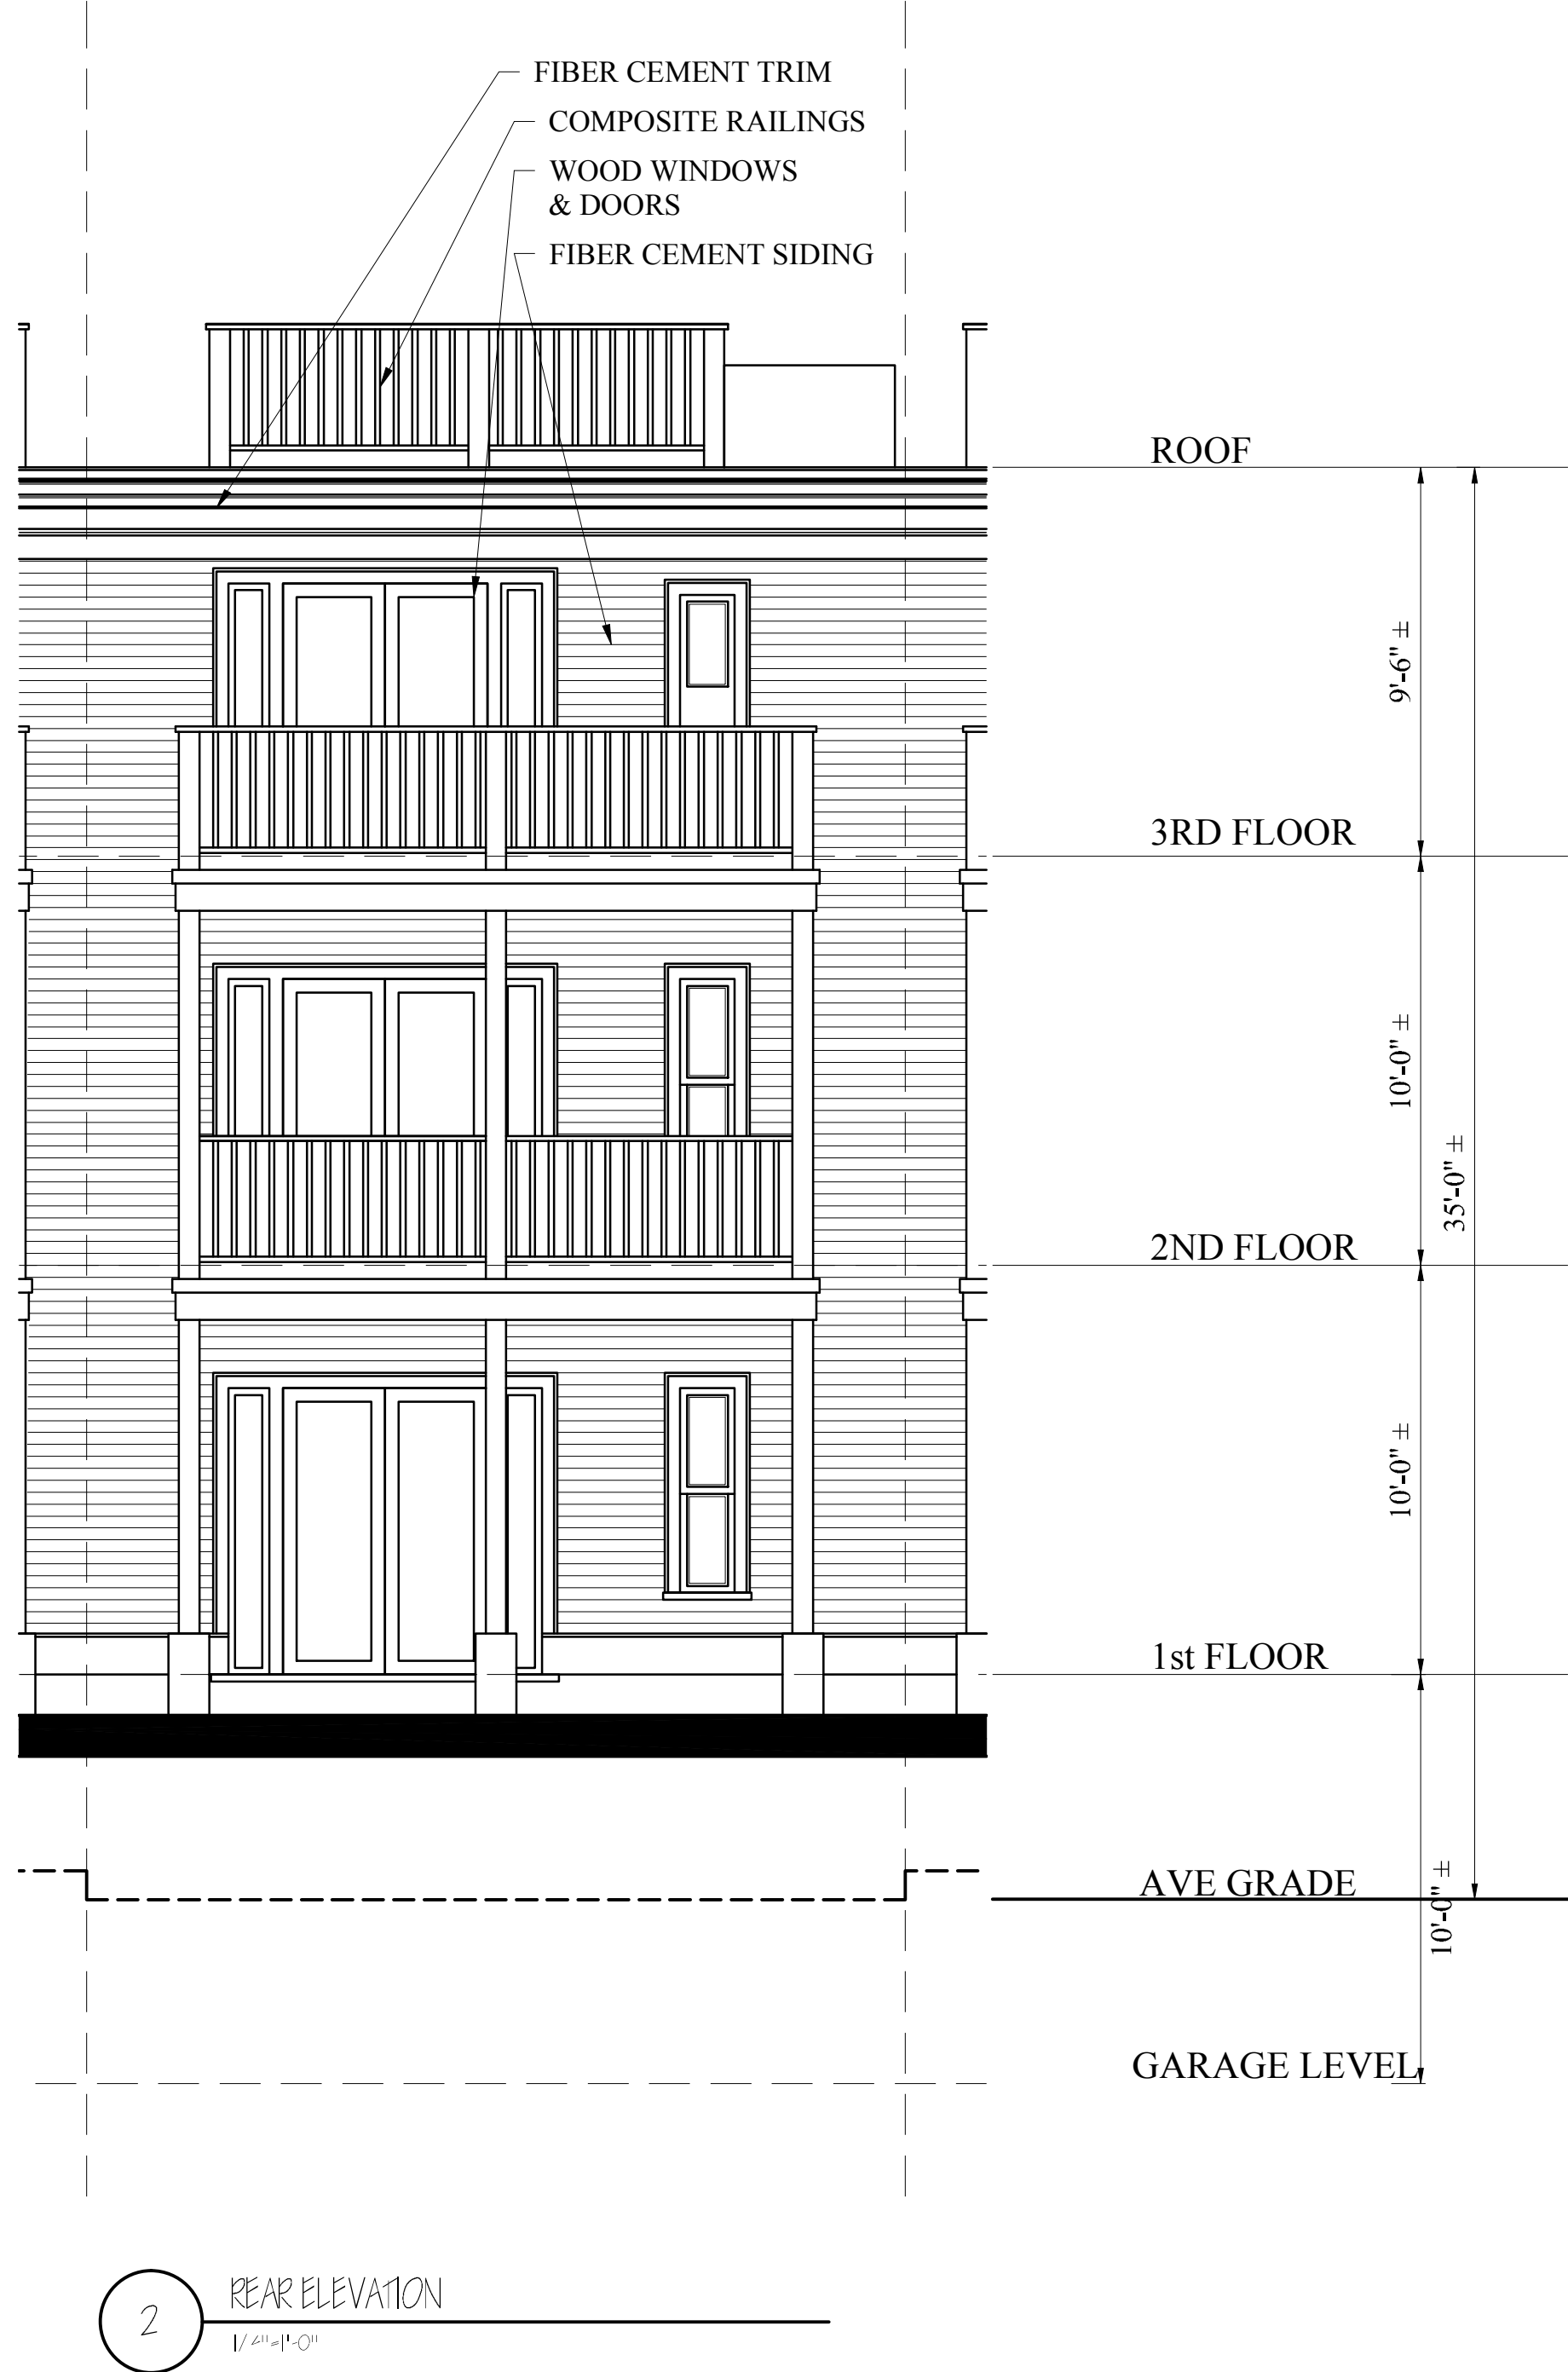 FIBER CEMENT TRIM
COMPOSITE RAILINGS
WOOD WINDOWS
& DOORS
FIBER CEMENT SIDING
ROOF
9'-6" ±
3RD FLOOR
10'-0" ±
35'-0" ±
2ND FLOOR
10'-0" ±
1st FLOOR
AVE GRADE
10'-0" ±
GARAGE LEVEL
2
REAR ELEVATION
1/4"=1'-0"